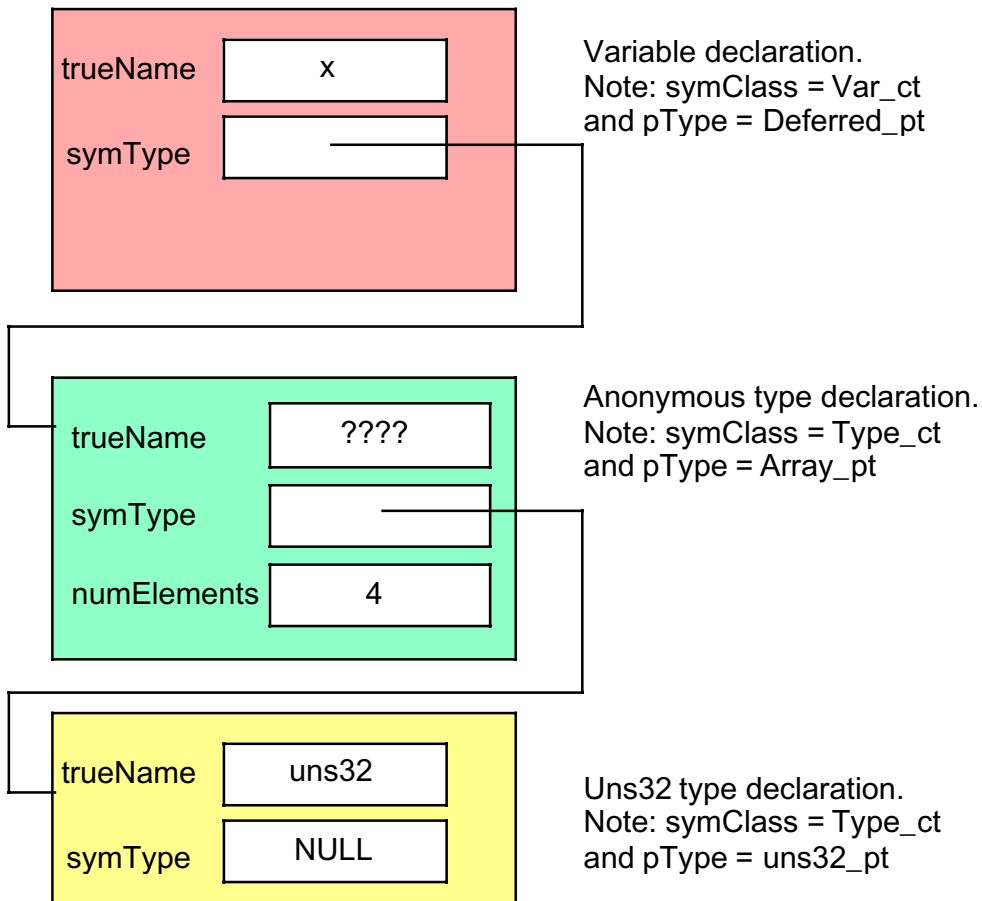 trueName
x
symType
Variable declaration.
Note: symClass = Var_ct
and pType = Deferred_pt
trueName
????
symType
numElements
4
Anonymous type declaration.
Note: symClass = Type_ct
and pType = Array_pt
trueName
uns32
symType
NULL
Uns32 type declaration.
Note: symClass = Type_ct
and pType = uns32_pt